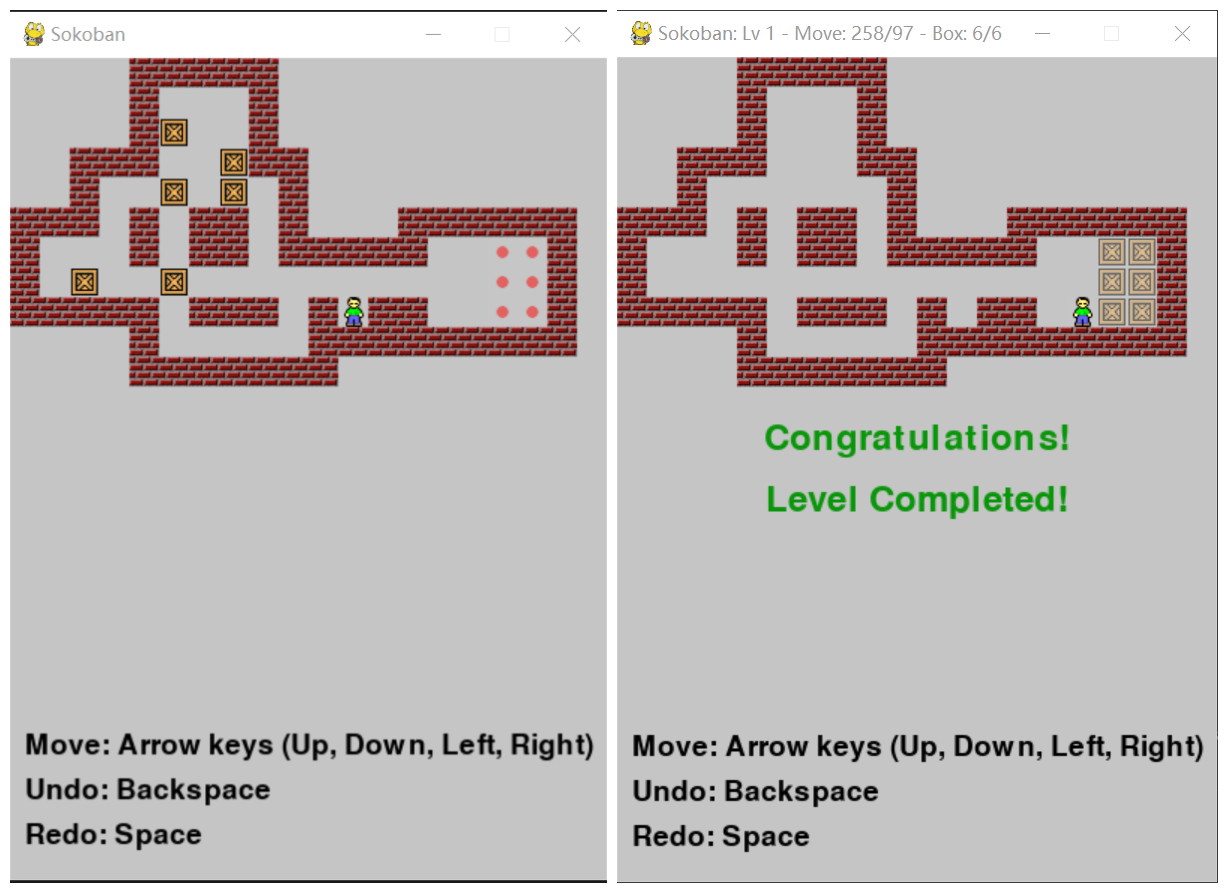 Sokoban
Move: Arrow keys (Up, Down, Left, Right)
Undo: Backspace
Redo: Space
Sokoban: Lv 1 - Move: 258/97 - Box: 6/6
Congratulations!
Level Completed!
Move: Arrow keys (Up, Down, Left, Right)
Undo: Backspace
Redo: Space